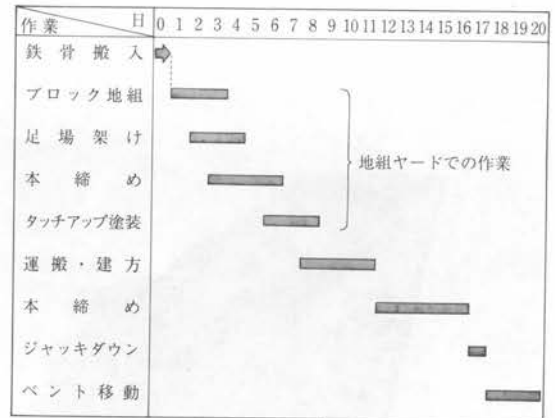 作業 日 0 1 2 3 4 5 6 7 8 9 10 11 12 13 14 15 16 17 18 19 20
鉄骨搬入
ブロック地組
足場架け
本締め
地組ヤードでの作業
タッチアップ塗装
運搬・建方
本締め
ジャッキダウン
ベント移動